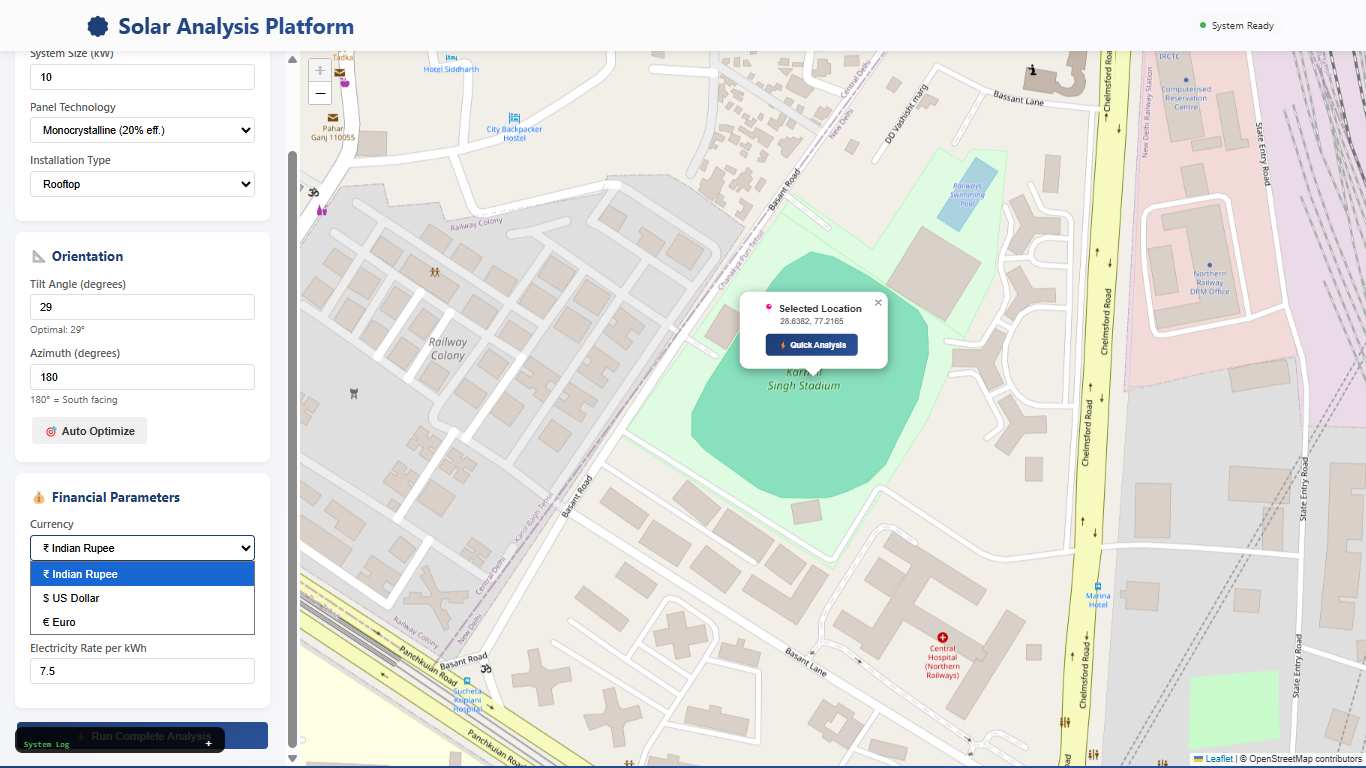 Solar Analysis Platform
System Ready
System Size (kW)
10
Panel Technology
Monocrystalline (20% eff.)
Installation Type
Rooftop
Orientation
Tilt Angle (degrees)
29
Optimal: 29°
Azimuth (degrees)
180
180° = South facing
Auto Optimize
Financial Parameters
Currency
₹ Indian Rupee
₹ Indian Rupee
$ US Dollar
€ Euro
Electricity Rate per kWh
7.5
Run Complete Analysis
System Log
+
+
−
Tadka
Hotel Siddharth
Pahar
Ganj 110055
City Backpacker
Hostel
Central Delhi
New Delhi
DD Vashisht marg
Bassant Lane
Chelmsford Road
New Delhi Railway Station
IRCTC
Computerised
Reservation
Centre
State Entry Road
Railways
Swimming
Pool
Basant Road
Railway Colony
Chanakya Puri Tehsil
Northern
Railway
DRM Office
Selected Location
28.6382, 77.2165
Quick Analysis
×
Karnail
Singh Stadium
Railway
Colony
Chelmsford Road
Chelmsford Road
Basant Road
Karol Bagh Tehsil
Central Delhi
New Delhi
State Entry Road
Marina
Hotel
Central
Hospital
(Northern
Railways)
Railway Colony
Panchkuian Road
Basant Road
Sucheta
Kriplani
Hospital
Basant Lane
Chelmsford Road
State Entry Road
Panchkuian Road
Road
Leaflet | © OpenStreetMap contributors